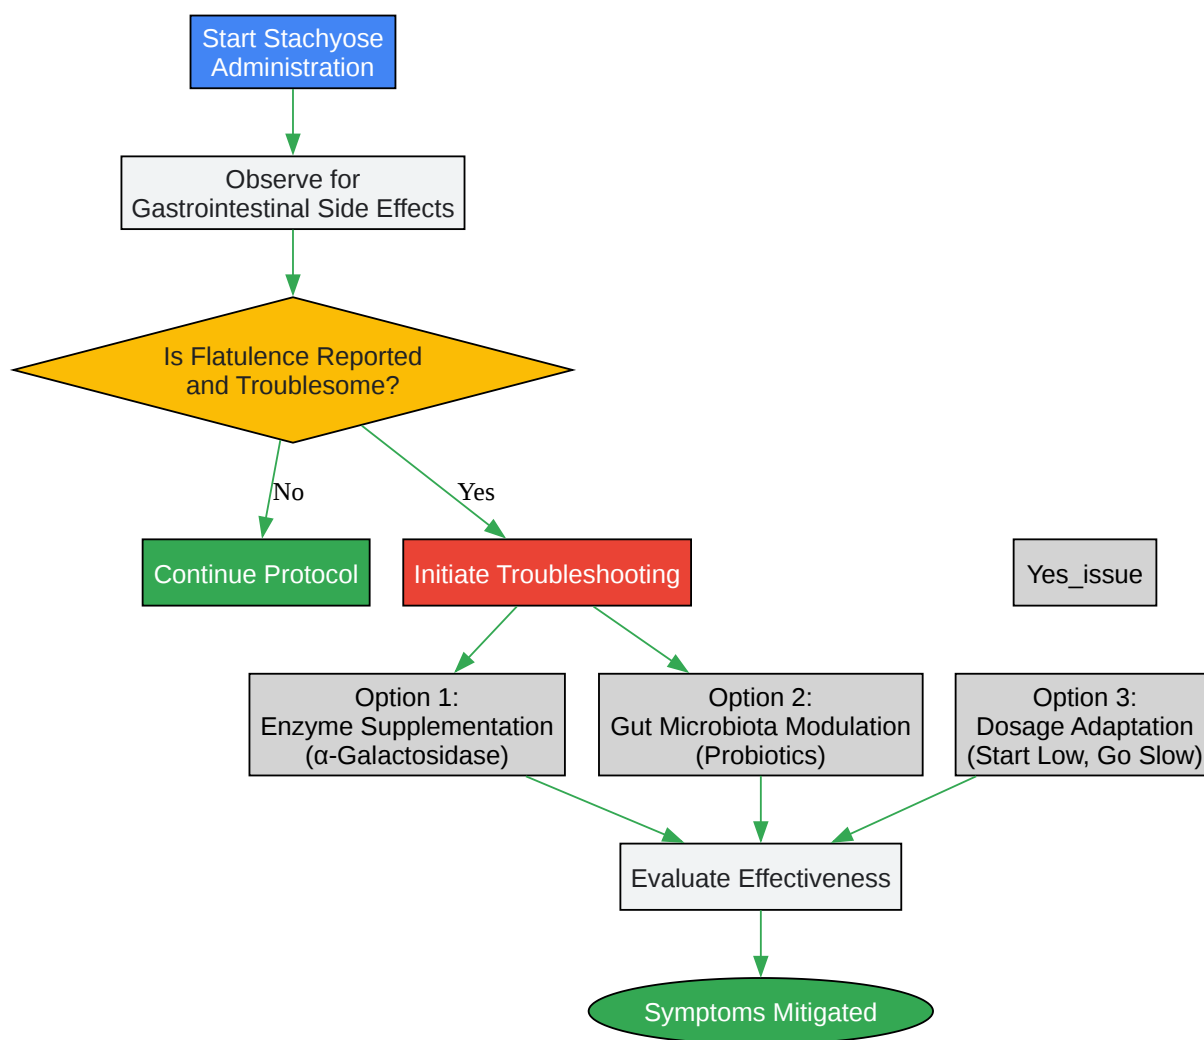 Start Stachyose
Administration
Observe for
Gastrointestinal Side Effects
Is Flatulence Reported
and Troublesome?
No
Yes
Continue Protocol
Initiate Troubleshooting
Yes_issue
Option 1:
Enzyme Supplementation
(α-Galactosidase)
Option 2:
Gut Microbiota Modulation
(Probiotics)
Option 3:
Dosage Adaptation
(Start Low, Go Slow)
Evaluate Effectiveness
Symptoms Mitigated